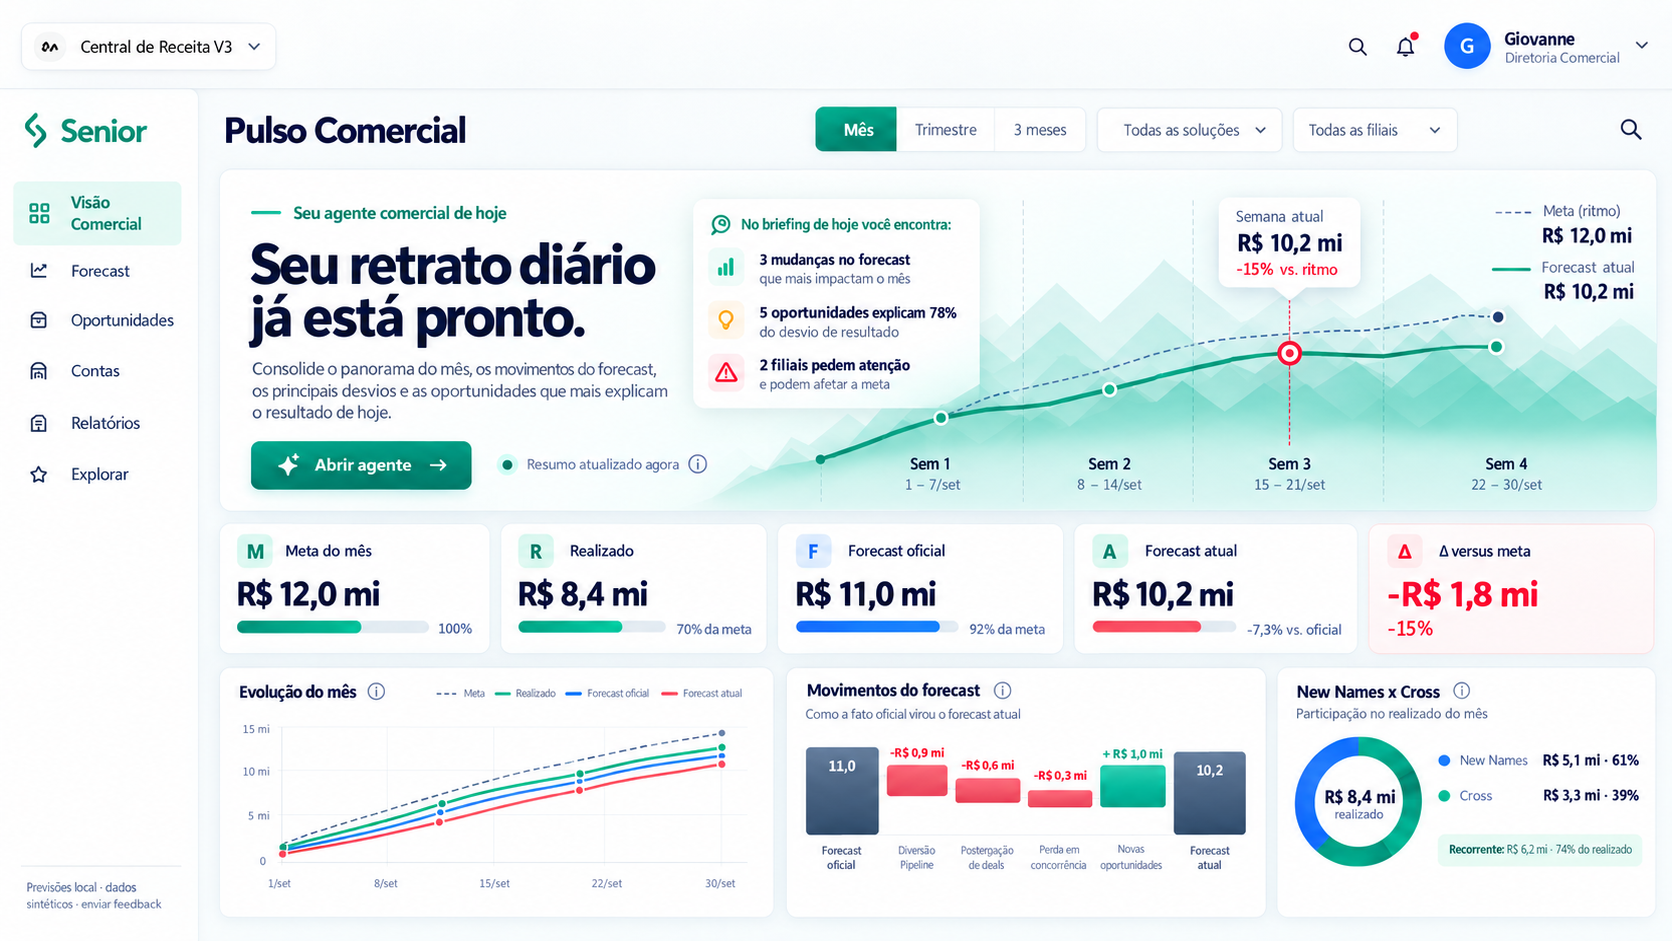 Central de Receita V3
G
Giovanne
Diretoria Comercial
Senior
Visão
Comercial
Forecast
Oportunidades
Contas
Relatórios
Explorar
Previsões local · dados
sintéticos · enviar feedback
Pulso Comercial
Mês
Trimestre
3 meses
Todas as soluções
Todas as filiais
Seu agente comercial de hoje
Seu retrato diário
já está pronto.
Consolide o panorama do mês, os movimentos do forecast,
os principais desvios e as oportunidades que mais explicam
o resultado de hoje.
Abrir agente →
Resumo atualizado agora
No briefing de hoje você encontra:
3 mudanças no forecast
que mais impactam o mês
5 oportunidades explicam 78%
do desvio de resultado
2 filiais pedem atenção
e podem afetar a meta
Semana atual
R$ 10,2 mi
-15% vs. ritmo
Meta (ritmo)
R$ 12,0 mi
Forecast atual
R$ 10,2 mi
Sem 1
1 – 7/set
Sem 2
8 – 14/set
Sem 3
15 – 21/set
Sem 4
22 – 30/set
M
Meta do mês
R$ 12,0 mi
100%
R
Realizado
R$ 8,4 mi
70% da meta
F
Forecast oficial
R$ 11,0 mi
92% da meta
A
Forecast atual
R$ 10,2 mi
-7,3% vs. oficial
Δ
Δ versus meta
-R$ 1,8 mi
-15%
Evolução do mês
Meta
Realizado
Forecast oficial
Forecast atual
15 mi
10 mi
5 mi
0
1/set
8/set
15/set
22/set
30/set
Movimentos do forecast
Como a fato oficial virou o forecast atual
11,0
-R$ 0,9 mi
-R$ 0,6 mi
-R$ 0,3 mi
+ R$ 1,0 mi
10,2
Forecast
oficial
Diversão
Pipeline
Postergação
de deals
Perda em
concorrência
Novas
oportunidades
Forecast
atual
New Names x Cross
Participação no realizado do mês
R$ 8,4 mi
realizado
New Names
R$ 5,1 mi · 61%
Cross
R$ 3,3 mi · 39%
Recorrente: R$ 6,2 mi · 74% do realizado